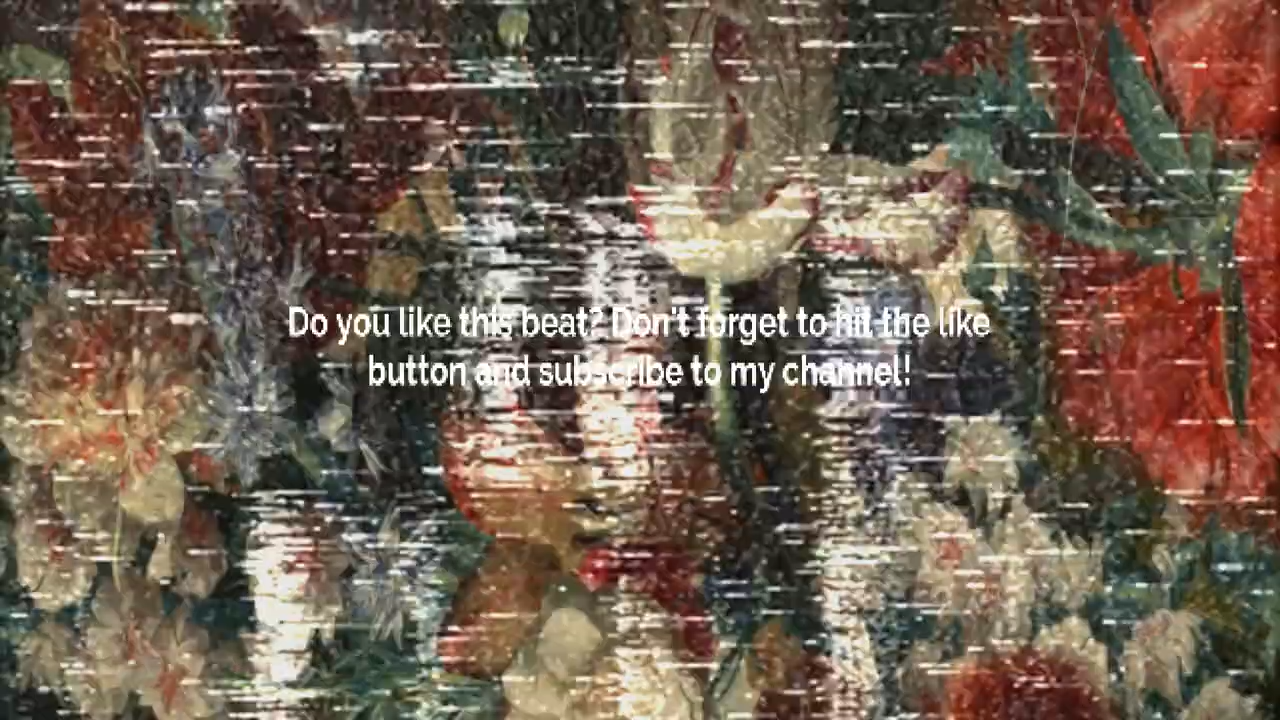 Do you like this beat? Don't forget to hit the like
button and subscribe to my channel!